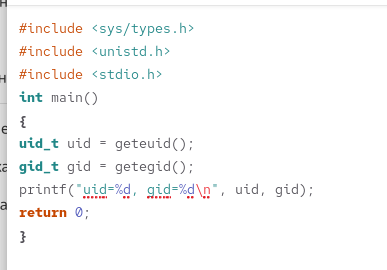 #include <sys/types.h>
#include <unistd.h>
#include <stdio.h>
int main()
{
uid_t uid = geteuid();
gid_t gid = getegid();
printf("uid=%d, gid=%d\n", uid, gid);
return 0;
}